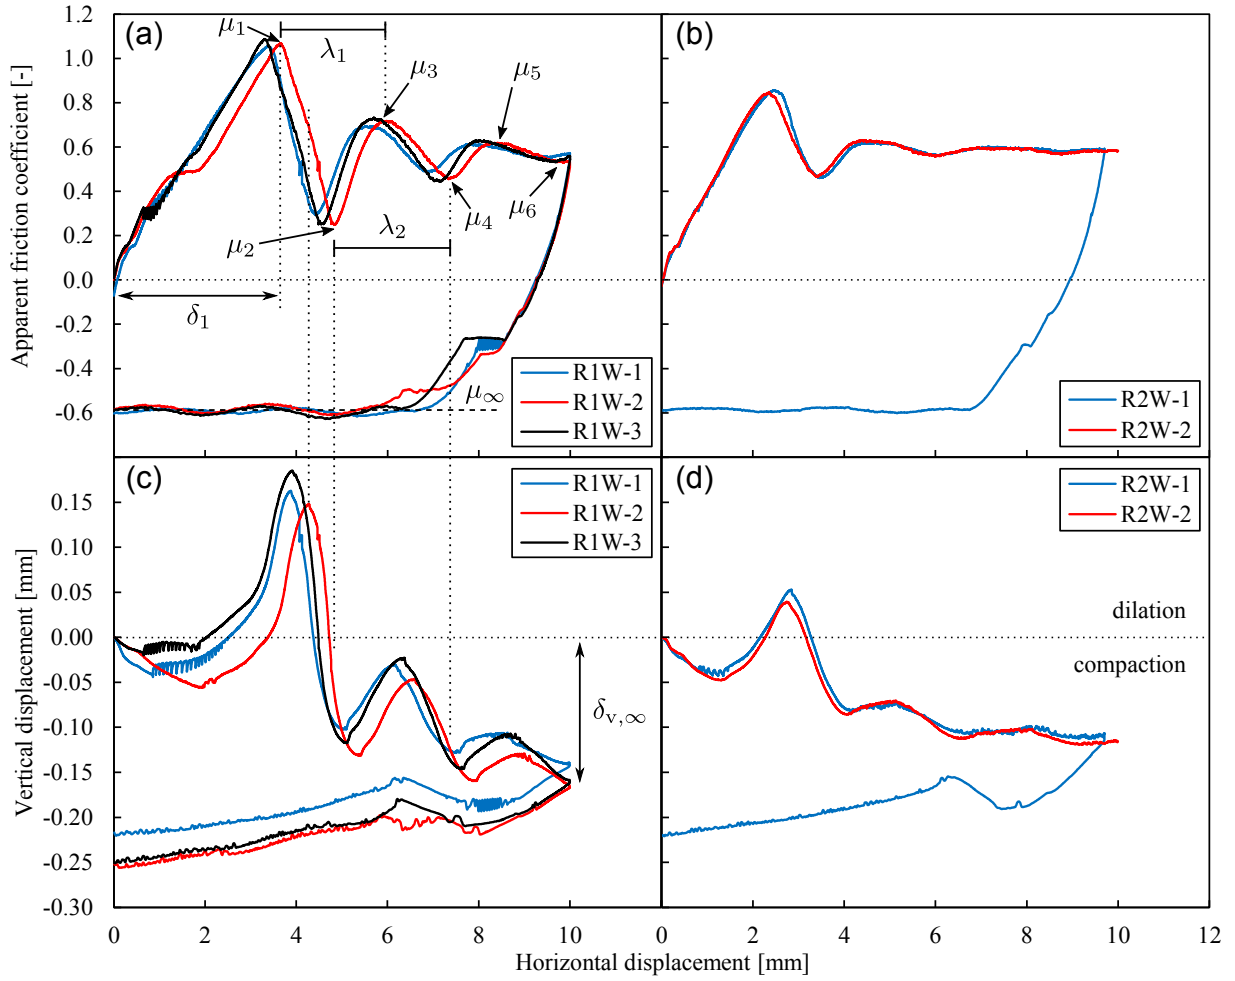 (a)
(b)
1.2
1.0
0.8
0.6
0.4
0.2
0.0
-0.2
-0.4
-0.6
Apparent friction coefficient [-]
μ1
λ1
μ3
μ5
μ2
λ2
μ4
μ6
δ1
μ∞
R1W-1
R1W-2
R1W-3
R2W-1
R2W-2
(c)
(d)
R1W-1
R1W-2
R1W-3
R2W-1
R2W-2
0.15
0.10
0.05
0.00
-0.05
-0.10
-0.15
-0.20
-0.25
-0.30
Vertical displacement [mm]
δv,∞
dilation
compaction
0 2 4 6 8 10 0 2 4 6 8 10 12
Horizontal displacement [mm]